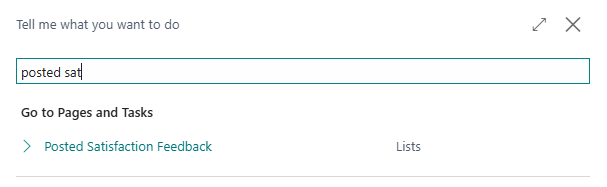 Tell me what you want to do
posted sat
Go to Pages and Tasks
Posted Satisfaction Feedback Lists